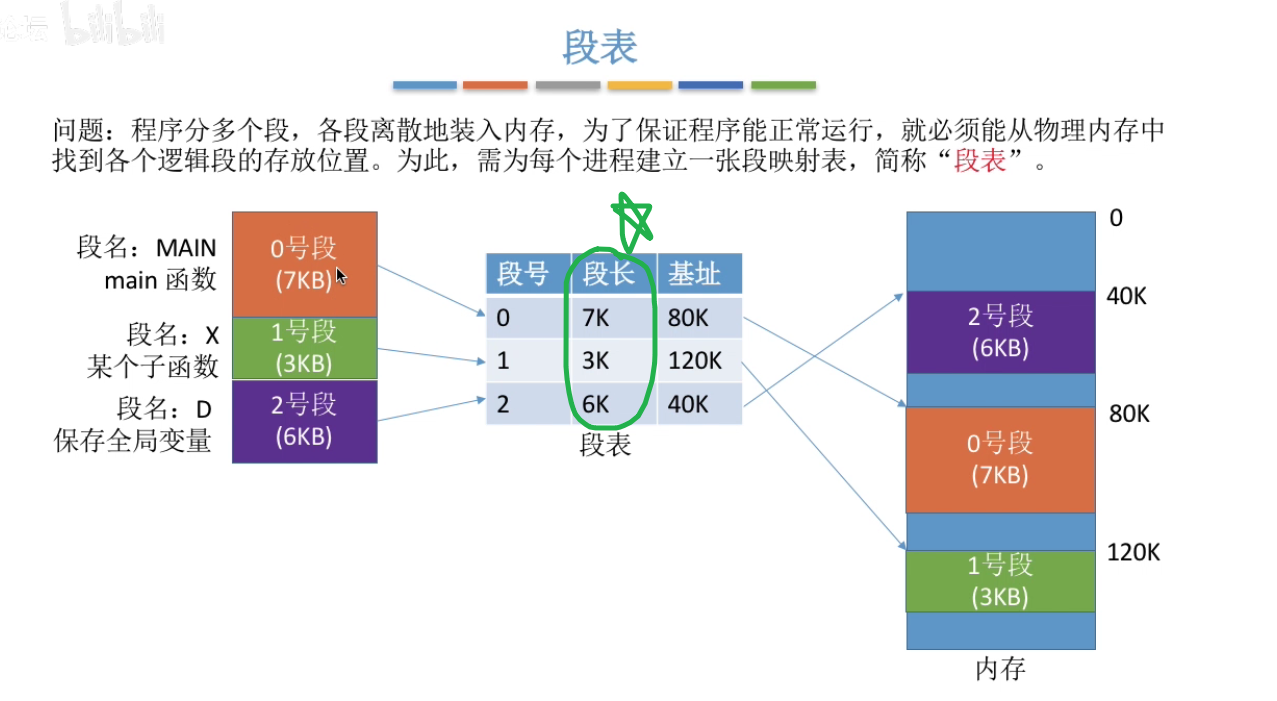 论坛 bilibili
段表
问题：程序分多个段，各段离散地装入内存，为了保证程序能正常运行，就必须能从物理内存中
找到各个逻辑段的存放位置。为此，需为每个进程建立一张段映射表，简称“段表”。
段名：MAIN
main 函数
段名：X
某个子函数
段名：D
保存全局变量
0号段
(7KB)
1号段
(3KB)
2号段
(6KB)
段号 段长 基址
0 7K 80K
1 3K 120K
2 6K 40K
段表
0
40K
2号段
(6KB)
80K
0号段
(7KB)
120K
1号段
(3KB)
内存